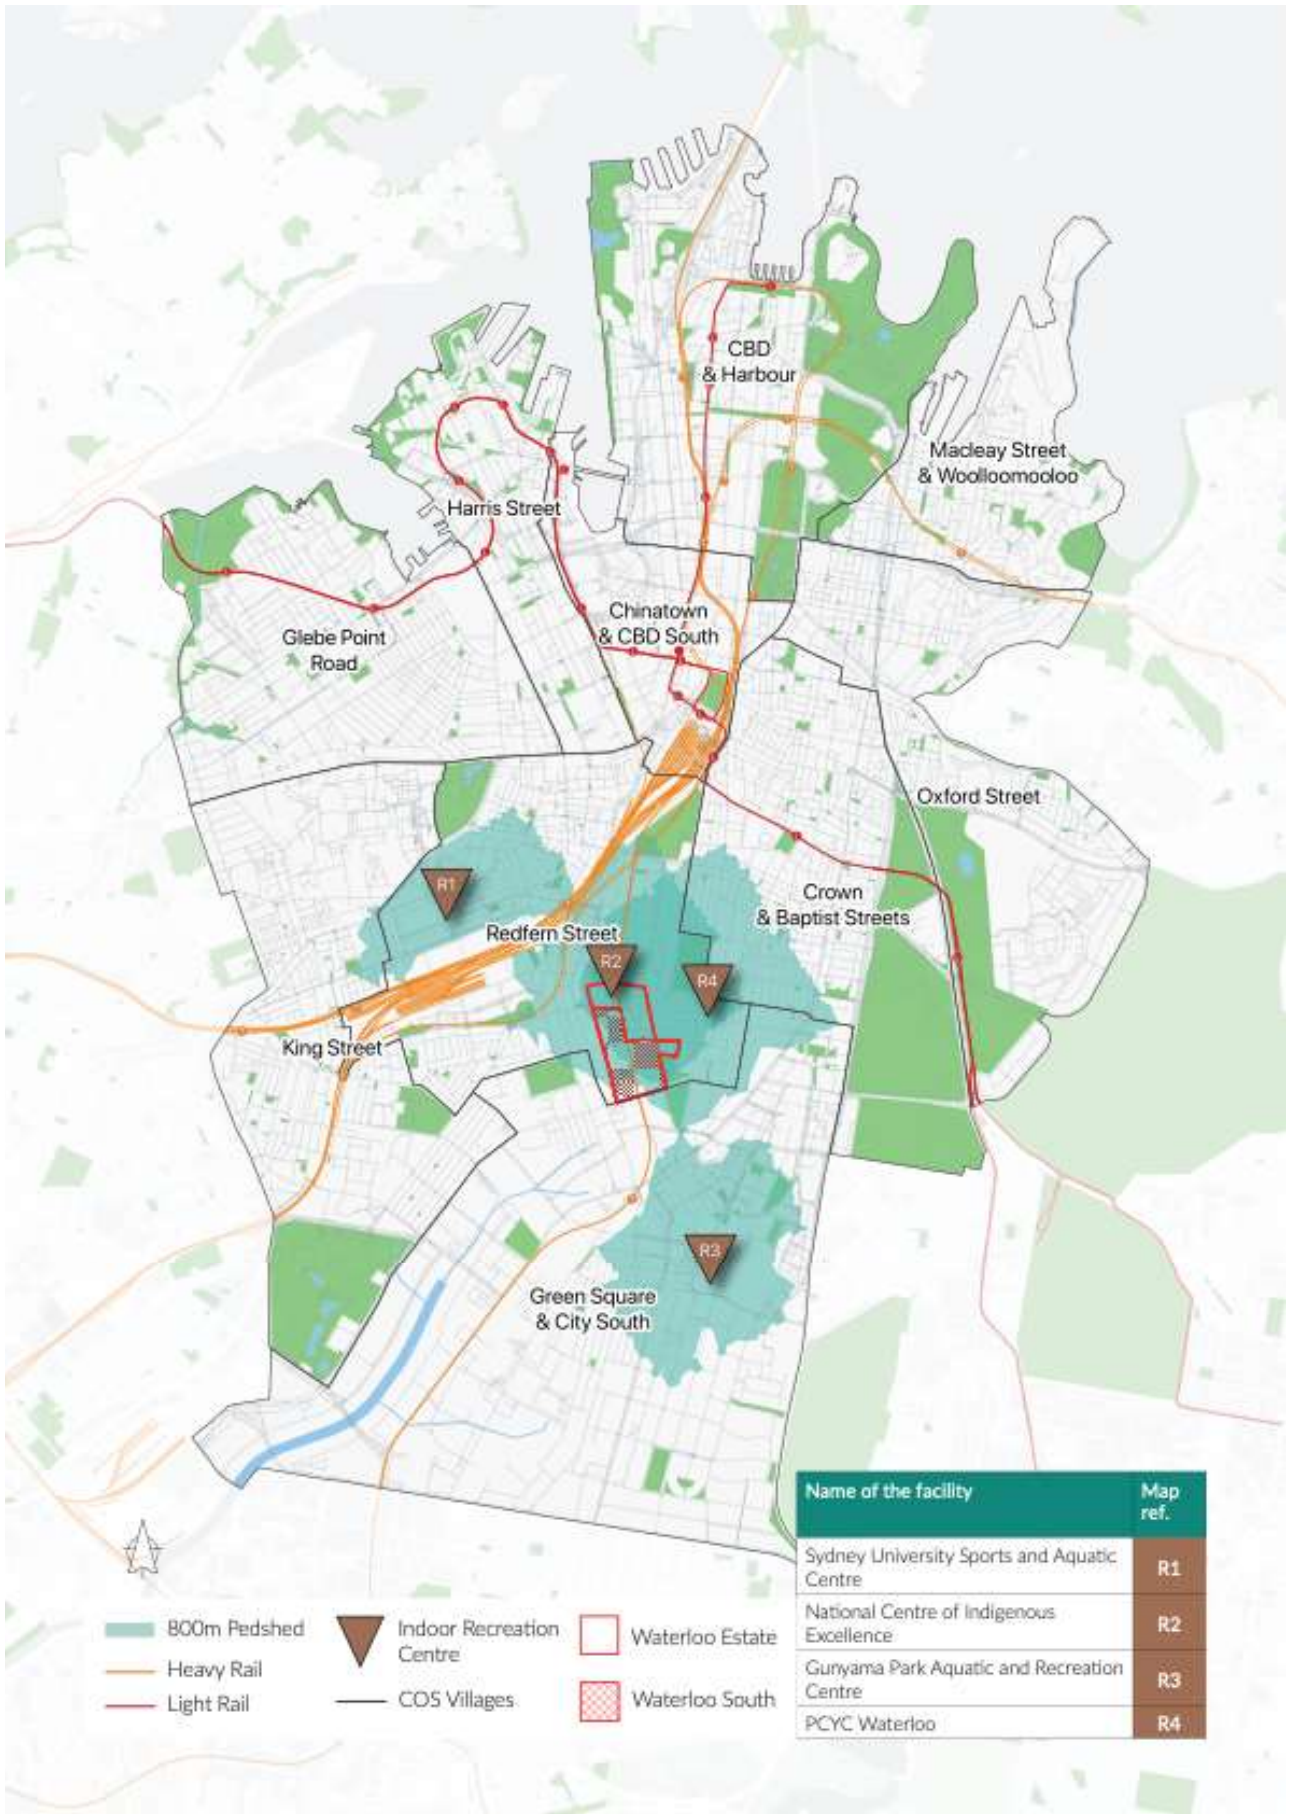 CBD
& Harbour
Macleay Street
& Woolloomooloo
Harris Street
Chinatown
& CBD South
Glebe Point
Road
Oxford Street
R1
Crown
& Baptist Streets
Redfern Street
R2
R4
King Street
R3
Green Square
& City South
Name of the facility
Map
ref.
Sydney University Sports and Aquatic
Centre
R1
National Centre of Indigenous
Excellence
R2
Gunyama Park Aquatic and Recreation
Centre
R3
PCYC Waterloo
R4
800m Pedshed
Heavy Rail
Light Rail
Indoor Recreation
Centre
COS Villages
Waterloo Estate
Waterloo South